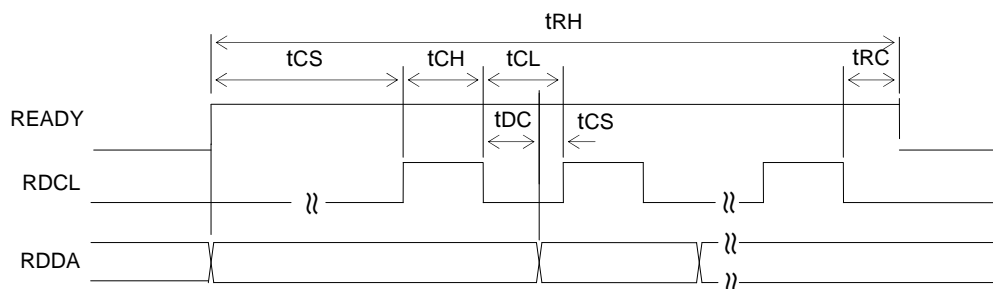 tRH
tCS tCH tCL tRC
READY tDC tCS
RDCL
RDDA